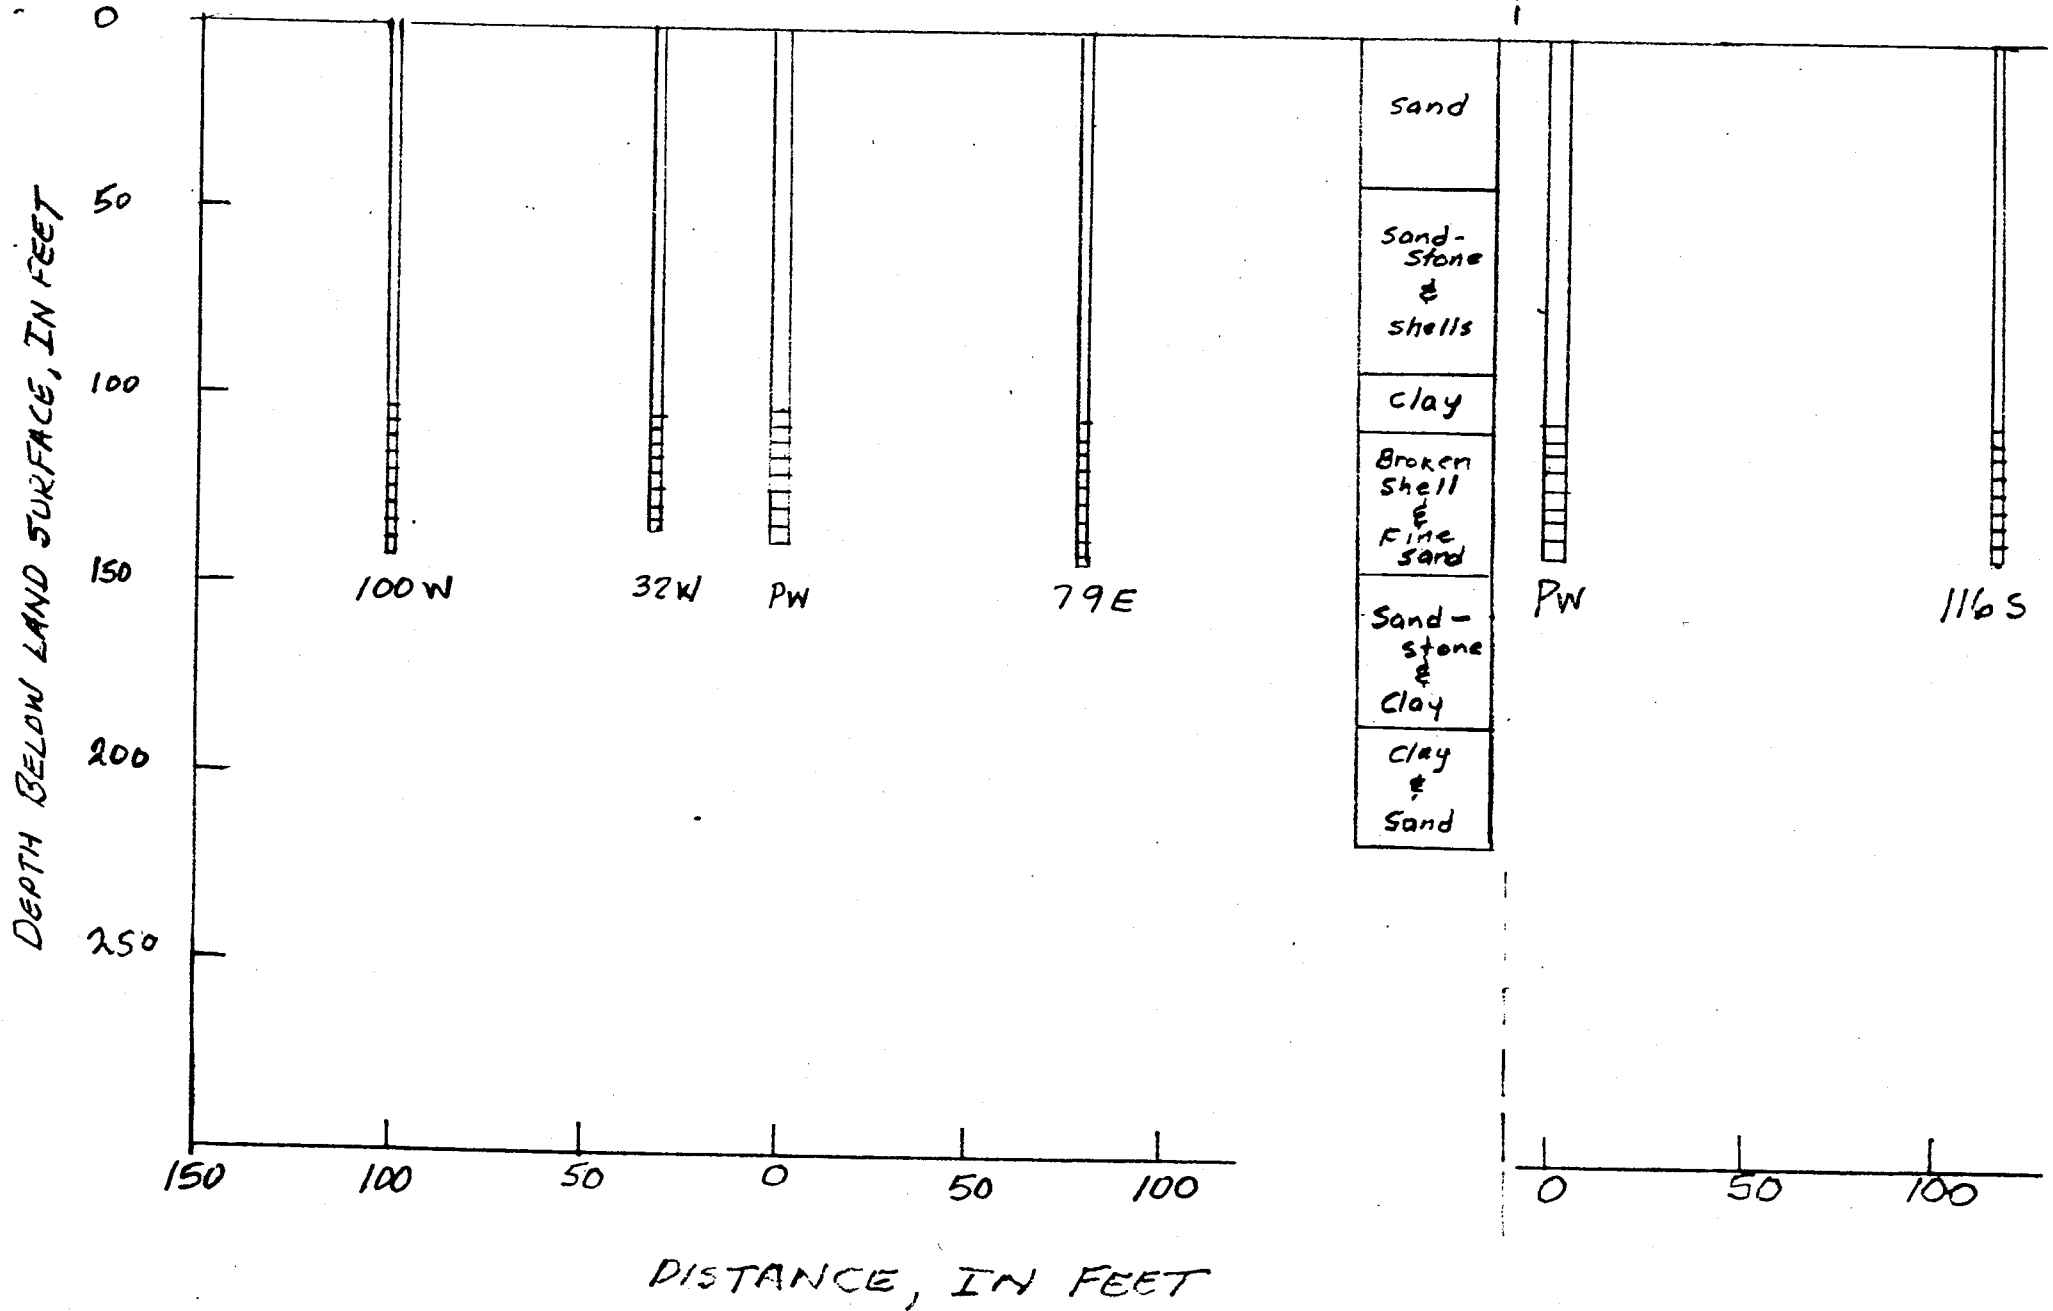 DEPTH BELOW LAND SURFACE, IN FEET
0
50
100
150
200
250
100 W
32W
PW
79E
Sand
Sand-
stone
&
shells
Clay
Broken
shell
&
Fine
sand
Sand-
stone
&
Clay
Clay
&
Sand
PW
116 S
150
100
50
0
50
100
0
50
100
DISTANCE, IN FEET